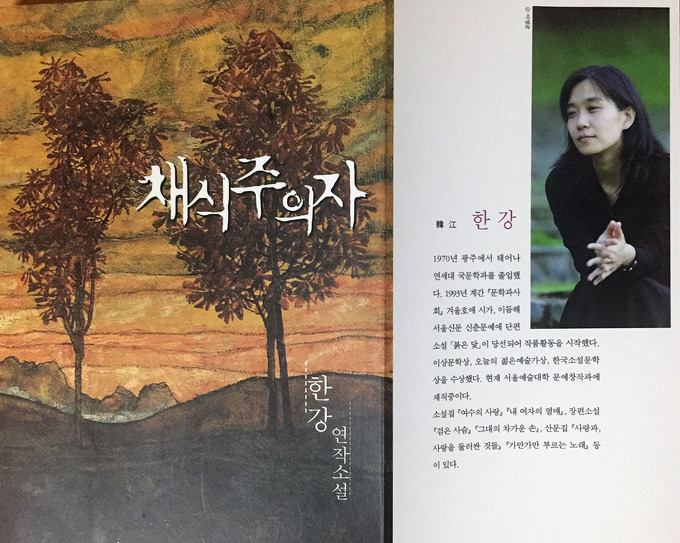 채식주의자
한강
연작소설
韓江 한강
1970년 광주에서 태어나
연세대 국문학과를 졸업했
다. 1993년 계간 『문학과사
회』 겨울호에 시가, 이듬해
서울신문 신춘문예에 단편
소설 「붉은 닻」이 당선되어 작품활동을 시작했다.
이상문학상, 오늘의 젊은예술가상, 한국소설문학
상을 수상했다. 현재 서울예술대학 문예창작과에
재직중이다.
소설집 『여수의 사랑』 『내 여자의 열매』, 장편소설
『검은 사슴』 『그대의 차가운 손』, 산문집 『사랑과,
사랑을 둘러싼 것들』 『가만가만 부르는 노래』 등
이 있다.